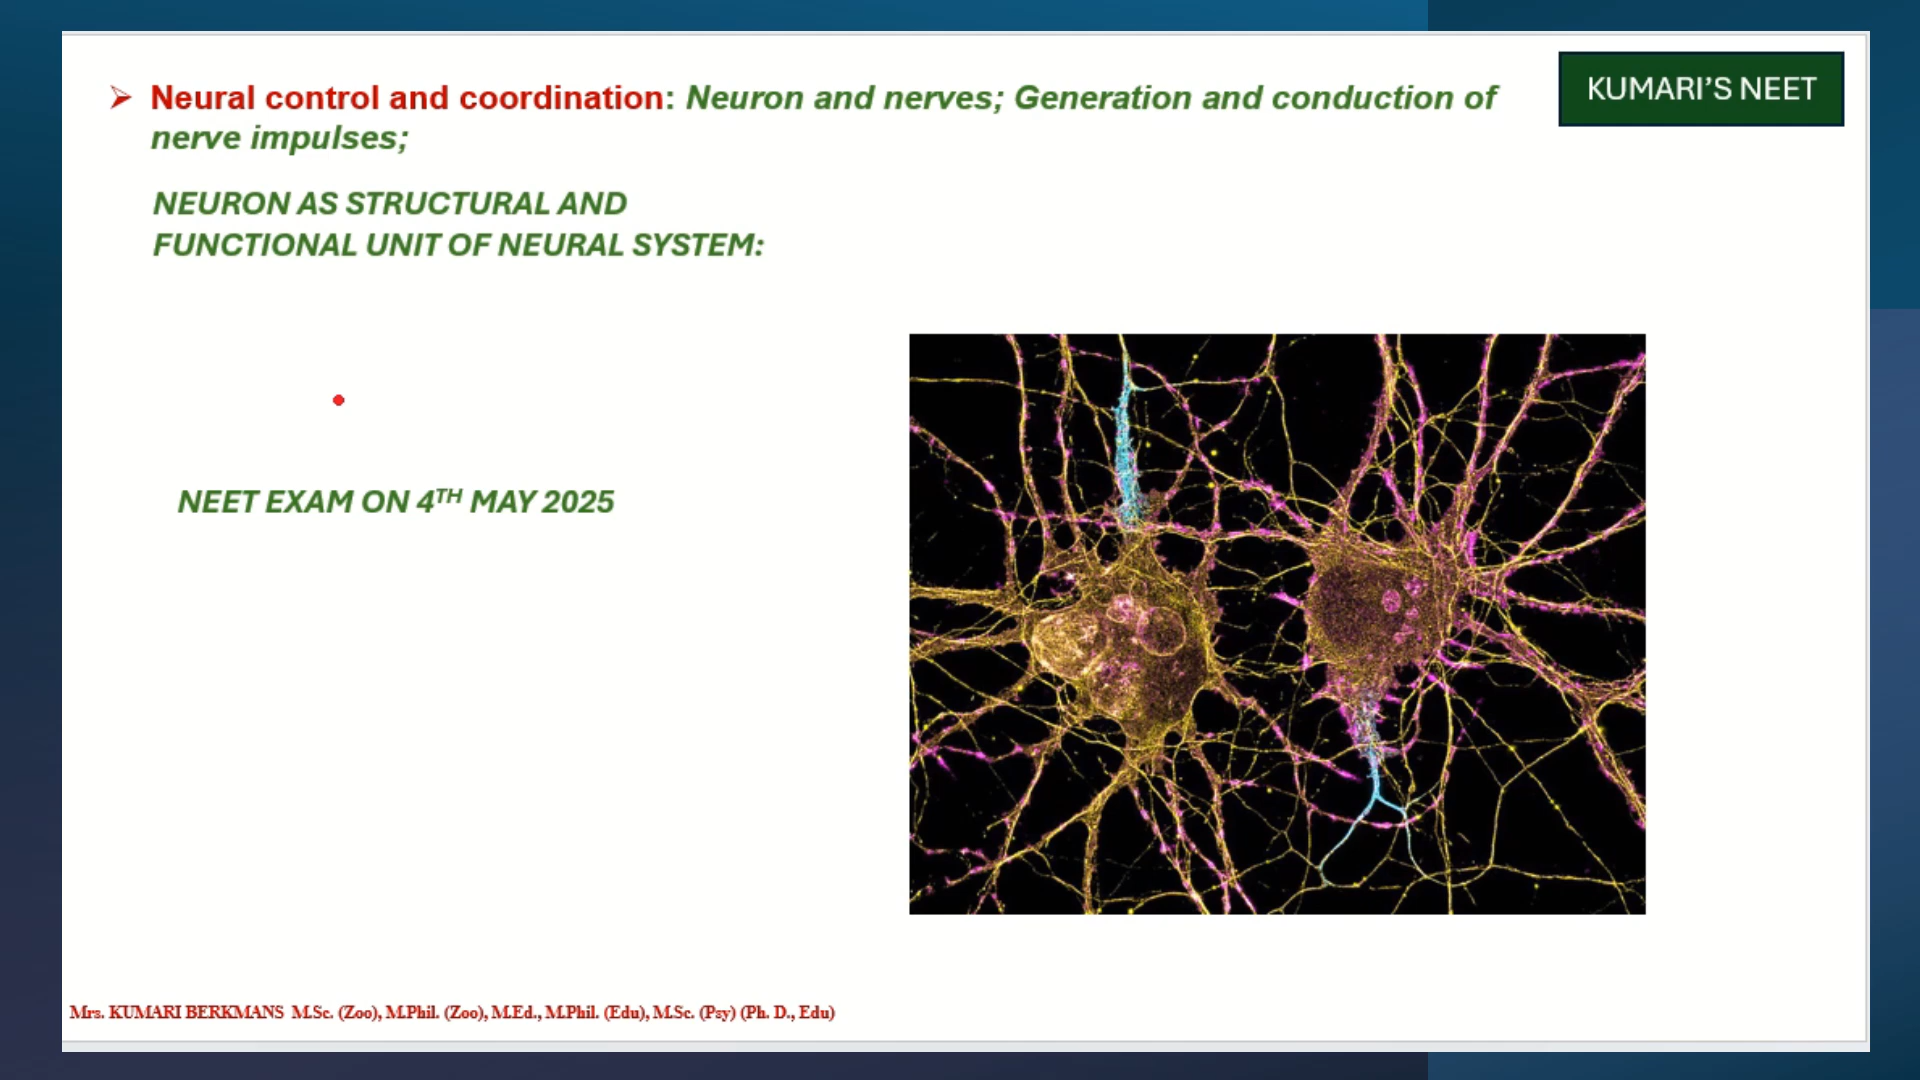 KUMARI’S NEET
➢ Neural control and coordination: Neuron and nerves; Generation and conduction of
nerve impulses;
NEURON AS STRUCTURAL AND
FUNCTIONAL UNIT OF NEURAL SYSTEM:
NEET EXAM ON 4TH MAY 2025
Mrs. KUMARI BERKMANS M.Sc. (Zoo), M.Phil. (Zoo), M.Ed., M.Phil. (Edu), M.Sc. (Psy) (Ph. D., Edu)